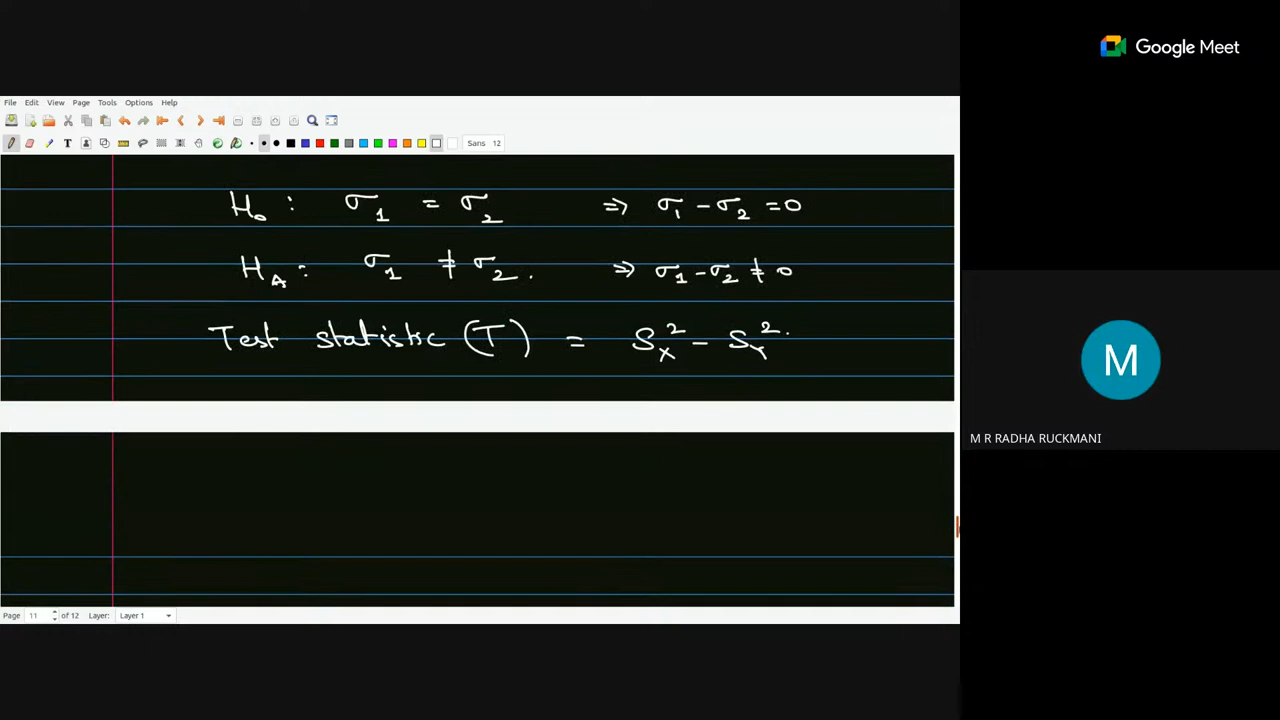 Google Meet
File Edit View Page Tools Options Help
Sans 12
H₀ : σ₁ = σ₂ ⇒ σ₁ - σ₂ = 0
H_A : σ₁ ≠ σ₂. ⇒ σ₁ - σ₂ ≠ 0
Test statistic (T) = S_X² - S_Y².
M
M R RADHA RUCKMANI
Page 11 of 12 Layer: Layer 1